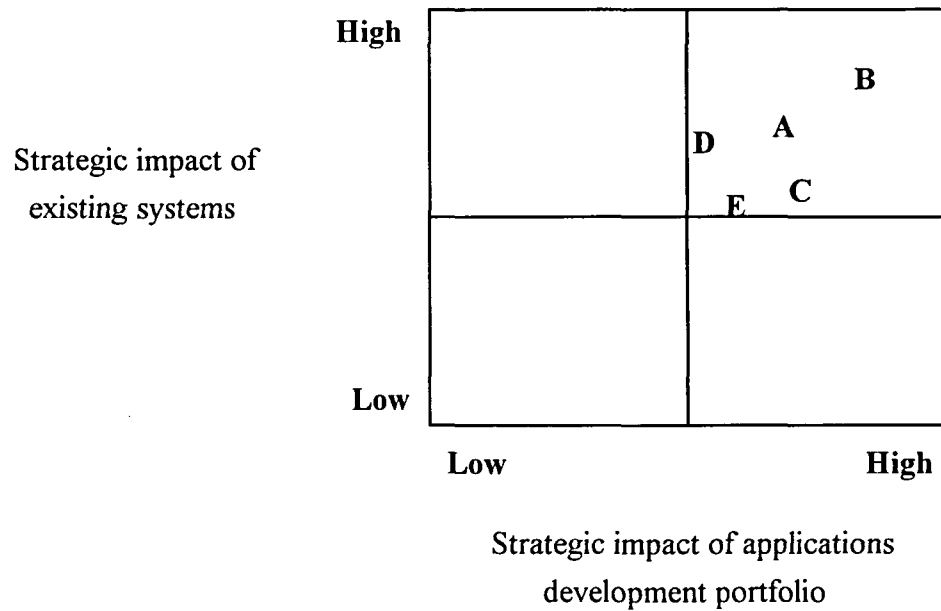 High
B
A
D
Strategic impact of
existing systems
C
E
Low
Low
High
Strategic impact of applications
development portfolio